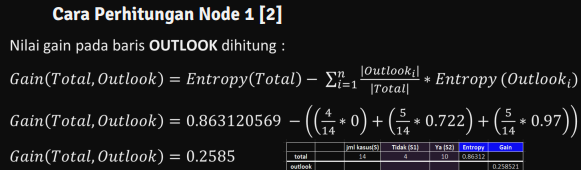 Cara Perhitungan Node 1 [2]
Nilai gain pada baris OUTLOOK dihitung :
Gain(Total, Outlook) = Entropy(Total) − ∑ⁿᵢ₌₁ |Outlookᵢ|/|Total| * Entropy (Outlookᵢ)
Gain(Total, Outlook) = 0.863120569 − ((4/14 * 0) + (5/14 * 0.722) + (5/14 * 0.97))
Gain(Total, Outlook) = 0.2585
jml kasus(S) Tidak (S1) Ya (S2) Entropy Gain
total 14 4 10 0.86312
outlook 0.258521